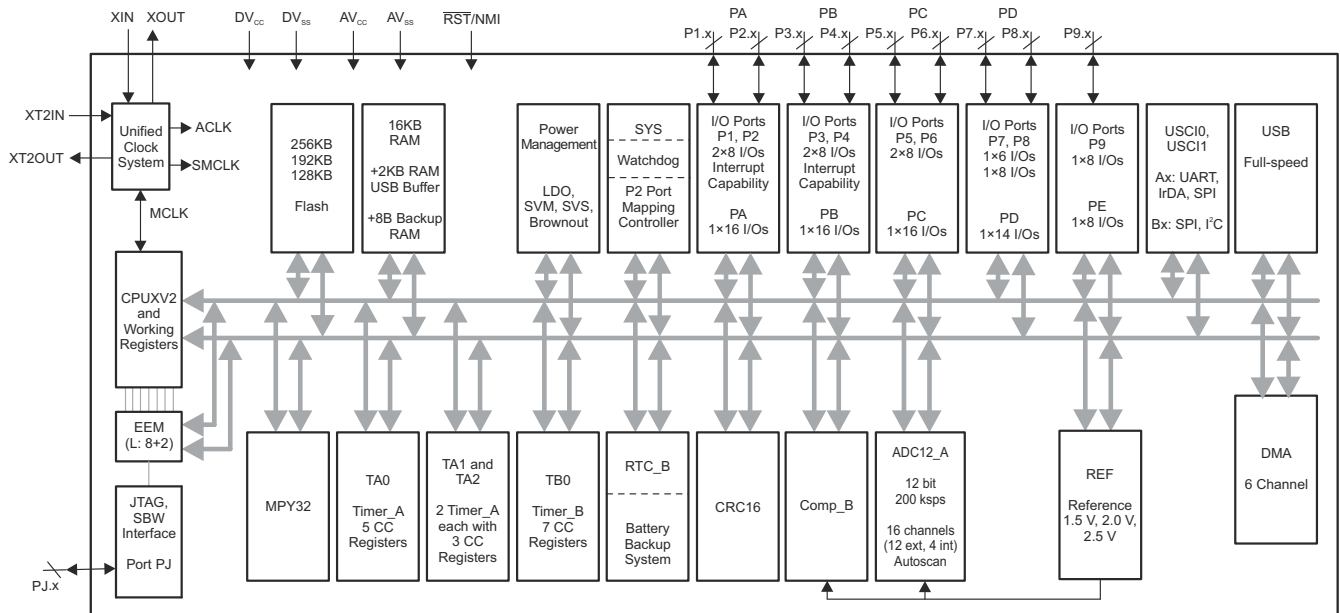 XIN XOUT DVCC DVSS AVCC AVSS RST/NMI PA PB PC PD
P1.x P2.x P3.x P4.x P5.x P6.x P7.x P8.x P9.x
XT2IN
XT2OUT
Unified
Clock
System
ACLK
SMCLK
MCLK
256KB
192KB
128KB
Flash
16KB
RAM
+2KB RAM
USB Buffer
+8B Backup
RAM
Power
Management
LDO,
SVM, SVS,
Brownout
SYS
Watchdog
P2 Port
Mapping
Controller
I/O Ports
P1, P2
2×8 I/Os
Interrupt
Capability
PA
1×16 I/Os
I/O Ports
P3, P4
2×8 I/Os
Interrupt
Capability
PB
1×16 I/Os
I/O Ports
P5, P6
2×8 I/Os
PC
1×16 I/Os
I/O Ports
P7, P8
1×6 I/Os
1×8 I/Os
PD
1×14 I/Os
I/O Ports
P9
1×8 I/Os
PE
1×8 I/Os
USCI0,
USCI1
Ax: UART,
IrDA, SPI
Bx: SPI, I²C
USB
Full-speed
CPUXV2
and
Working
Registers
EEM
(L: 8+2)
JTAG,
SBW
Interface
Port PJ
PJ.x
MPY32
TA0
Timer_A
5 CC
Registers
TA1 and
TA2
2 Timer_A
each with
3 CC
Registers
TB0
Timer_B
7 CC
Registers
RTC_B
Battery
Backup
System
CRC16
Comp_B
ADC12_A
12 bit
200 ksps
16 channels
(12 ext, 4 int)
Autoscan
REF
Reference
1.5 V, 2.0 V,
2.5 V
DMA
6 Channel